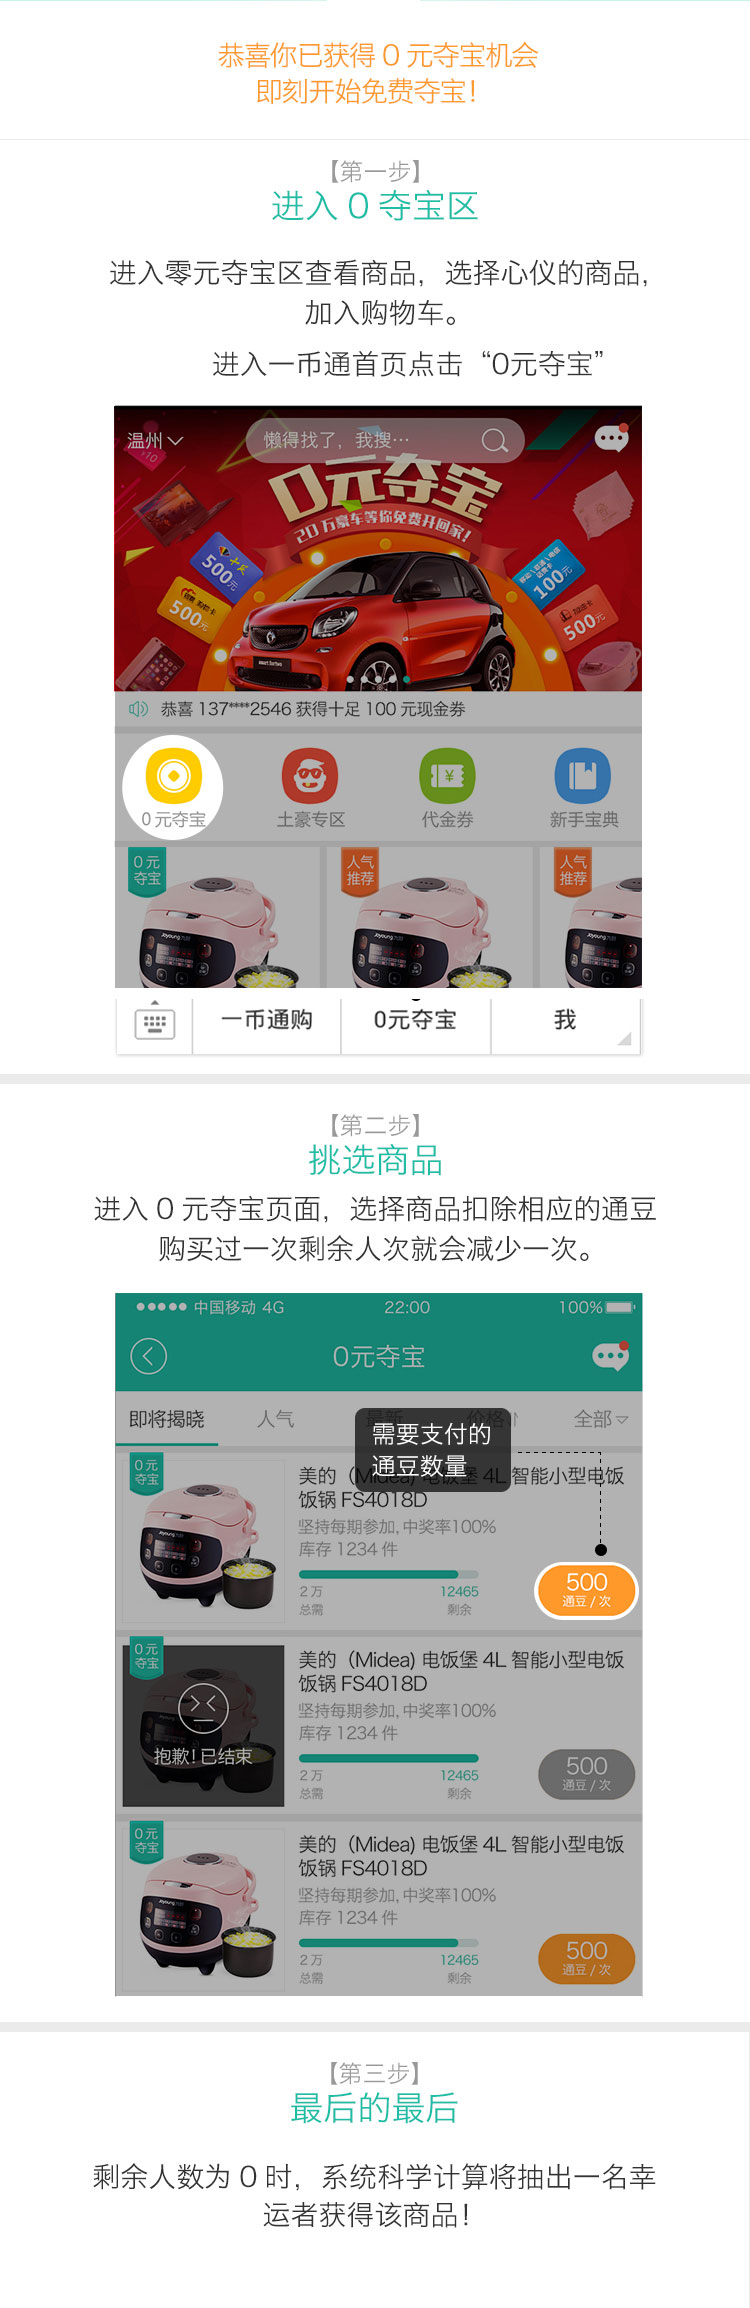 恭喜你已获得 0 元夺宝机会
即刻开始免费夺宝！
【第一步】
进入 0 夺宝区
进入零元夺宝区查看商品，选择心仪的商品，
加入购物车。
进入一币通首页点击“0元夺宝”
温州
懒得找了，我搜…
¥10
0元夺宝
20万豪车等你免费开回家！
500元
500元
100元
500元
smart fortwo
恭喜 137****2546 获得十足 100 元现金券
0 元夺宝
土豪专区
代金券
新手宝典
0 元
夺宝
人气
推荐
人气
推荐
Joyoung 九阳
Joyoung 九阳
一币通购
0元夺宝
我
【第二步】
挑选商品
进入 0 元夺宝页面，选择商品扣除相应的通豆
购买过一次剩余人次就会减少一次。
中国移动 4G
22:00
100%
0元夺宝
即将揭晓
人气
最新
价格
全部
需要支付的
通豆数量
0 元
夺宝
美的（Midea) 电饭煲 4L 智能小型电饭
饭锅 FS4018D
坚持每期参加, 中奖率100%
库存 1234 件
2 万
12465
总需
剩余
500
通豆 / 次
0 元
夺宝
抱歉! 已结束
美的（Midea) 电饭堡 4L 智能小型电饭
饭锅 FS4018D
坚持每期参加, 中奖率100%
库存 1234 件
2 万
12465
总需
剩余
500
通豆 / 次
0 元
夺宝
美的（Midea) 电饭堡 4L 智能小型电饭
饭锅 FS4018D
坚持每期参加, 中奖率100%
库存 1234 件
2 万
12465
总需
剩余
500
通豆 / 次
【第三步】
最后的最后
剩余人数为 0 时，系统科学计算将抽出一名幸
运者获得该商品！